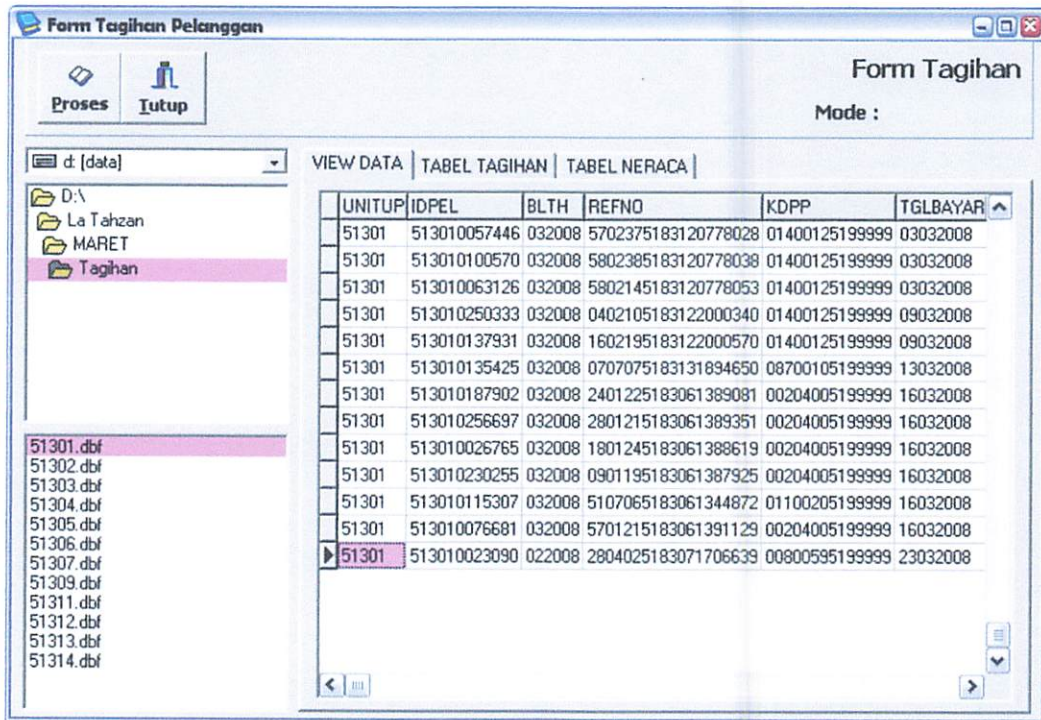 Form Tagihan Pelanggan
Proses Tutup
Form Tagihan
Mode :
d: [data]
D:\
La Tahzan
MARET
Tagihan
51301.dbf
51302.dbf
51303.dbf
51304.dbf
51305.dbf
51306.dbf
51307.dbf
51309.dbf
51311.dbf
51312.dbf
51313.dbf
51314.dbf
VIEW DATA TABEL TAGIHAN TABEL NERACA
UNITUP IDPEL BLTH REFNO KDPP TGLBAYAR
51301 513010057446 032008 5702375183120778028 01400125199999 03032008
51301 513010100570 032008 5802385183120778038 01400125199999 03032008
51301 513010063126 032008 5802145183120778053 01400125199999 03032008
51301 513010250333 032008 0402105183122000340 01400125199999 09032008
51301 513010137931 032008 1602195183122000570 01400125199999 09032008
51301 513010135425 032008 0707075183131894650 08700105199999 13032008
51301 513010187902 032008 2401225183061389081 00204005199999 16032008
51301 513010256697 032008 2801215183061389351 00204005199999 16032008
51301 513010026765 032008 1801245183061388619 00204005199999 16032008
51301 513010230255 032008 0901195183061387925 00204005199999 16032008
51301 513010115307 032008 5107065183061344872 01100205199999 16032008
51301 513010076681 032008 5701215183061391129 00204005199999 16032008
51301 513010023090 022008 2804025183071706639 00800595199999 23032008